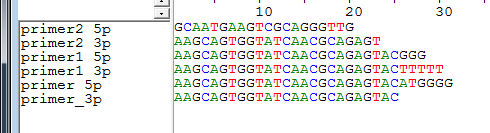 10 20 30
primer2 5p GCAATGAAGTCGCAGGGTTG
primer2 3p AAGCAGTGGTATCAACGCAGAGT
primer1 5p AAGCAGTGGTATCAACGCAGAGTACGGG
primer1 3p AAGCAGTGGTATCAACGCAGAGTACTTTTT
primer 5p AAGCAGTGGTATCAACGCAGAGTACATGGGG
primer_3p AAGCAGTGGTATCAACGCAGAGTAC